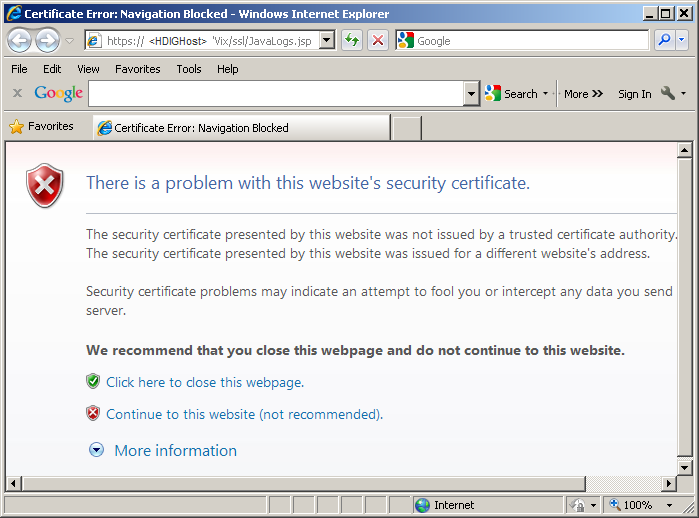 Certificate Error: Navigation Blocked - Windows Internet Explorer
https:// <HDIGHost> 'Vix/ssl/JavaLogs.jsp
Google
File Edit View Favorites Tools Help
x Google Search More >> Sign In
Favorites Certificate Error: Navigation Blocked
There is a problem with this website's security certificate.
The security certificate presented by this website was not issued by a trusted certificate authority.
The security certificate presented by this website was issued for a different website's address.
Security certificate problems may indicate an attempt to fool you or intercept any data you send
server.
We recommend that you close this webpage and do not continue to this website.
Click here to close this webpage.
Continue to this website (not recommended).
More information
Internet 100%